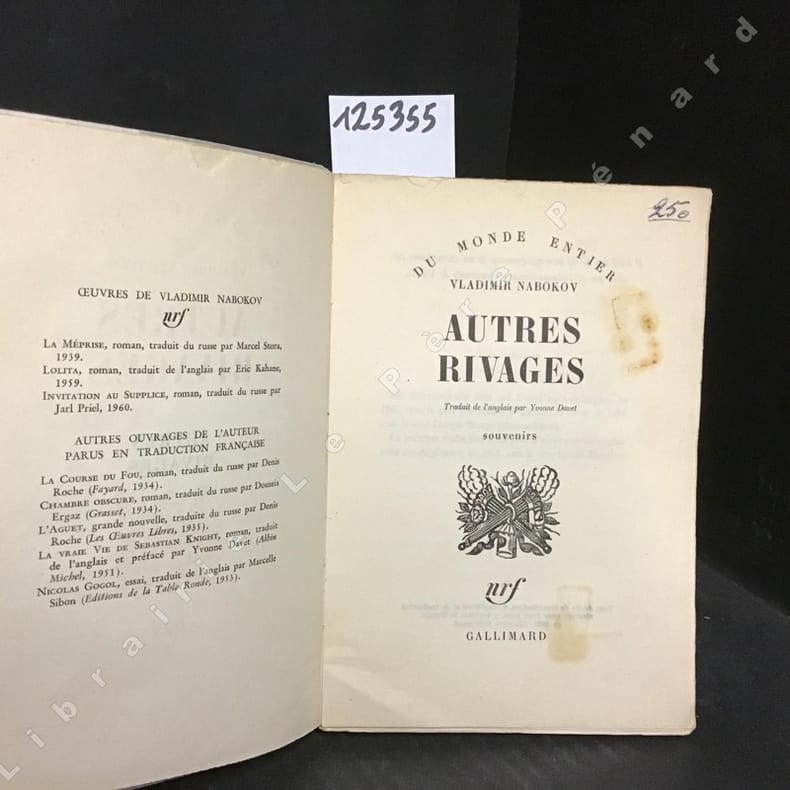 125355
ŒUVRES DE VLADIMIR NABOKOV
nrf
LA MÉPRISE, roman, traduit du russe par Marcel Stora,
1939.
LOLITA, roman, traduit de l'anglais par Eric Kahane,
1959.
INVITATION AU SUPPLICE, roman, traduit du russe par
Jarl Priel, 1960.
AUTRES OUVRAGES DE L'AUTEUR
PARUS EN TRADUCTION FRANÇAISE
LA COURSE DU FOU, roman, traduit du russe par Denis
Roche (Fayard, 1934).
CHAMBRE OBSCURE, roman, traduit du russe par Doussia
Ergaz (Grasset, 1934).
L'AGUET, grande nouvelle, traduite du russe par Denis
Roche (Les Œuvres Libres, 1935).
LA VRAIE VIE DE SEBASTIAN KNIGHT, roman, traduit
de l'anglais et préfacé par Yvonne Davet (Albin
Michel, 1951).
NICOLAS GOGOL, essai, traduit de l'anglais par Marcelle
Sibon (Editions de la Table Ronde, 1953).
250
DU MONDE ENTIER
VLADIMIR NABOKOV
AUTRES
RIVAGES
Traduit de l'anglais par Yvonne Davet
souvenirs
nrf
GALLIMARD
Librairie Le Père Pénard